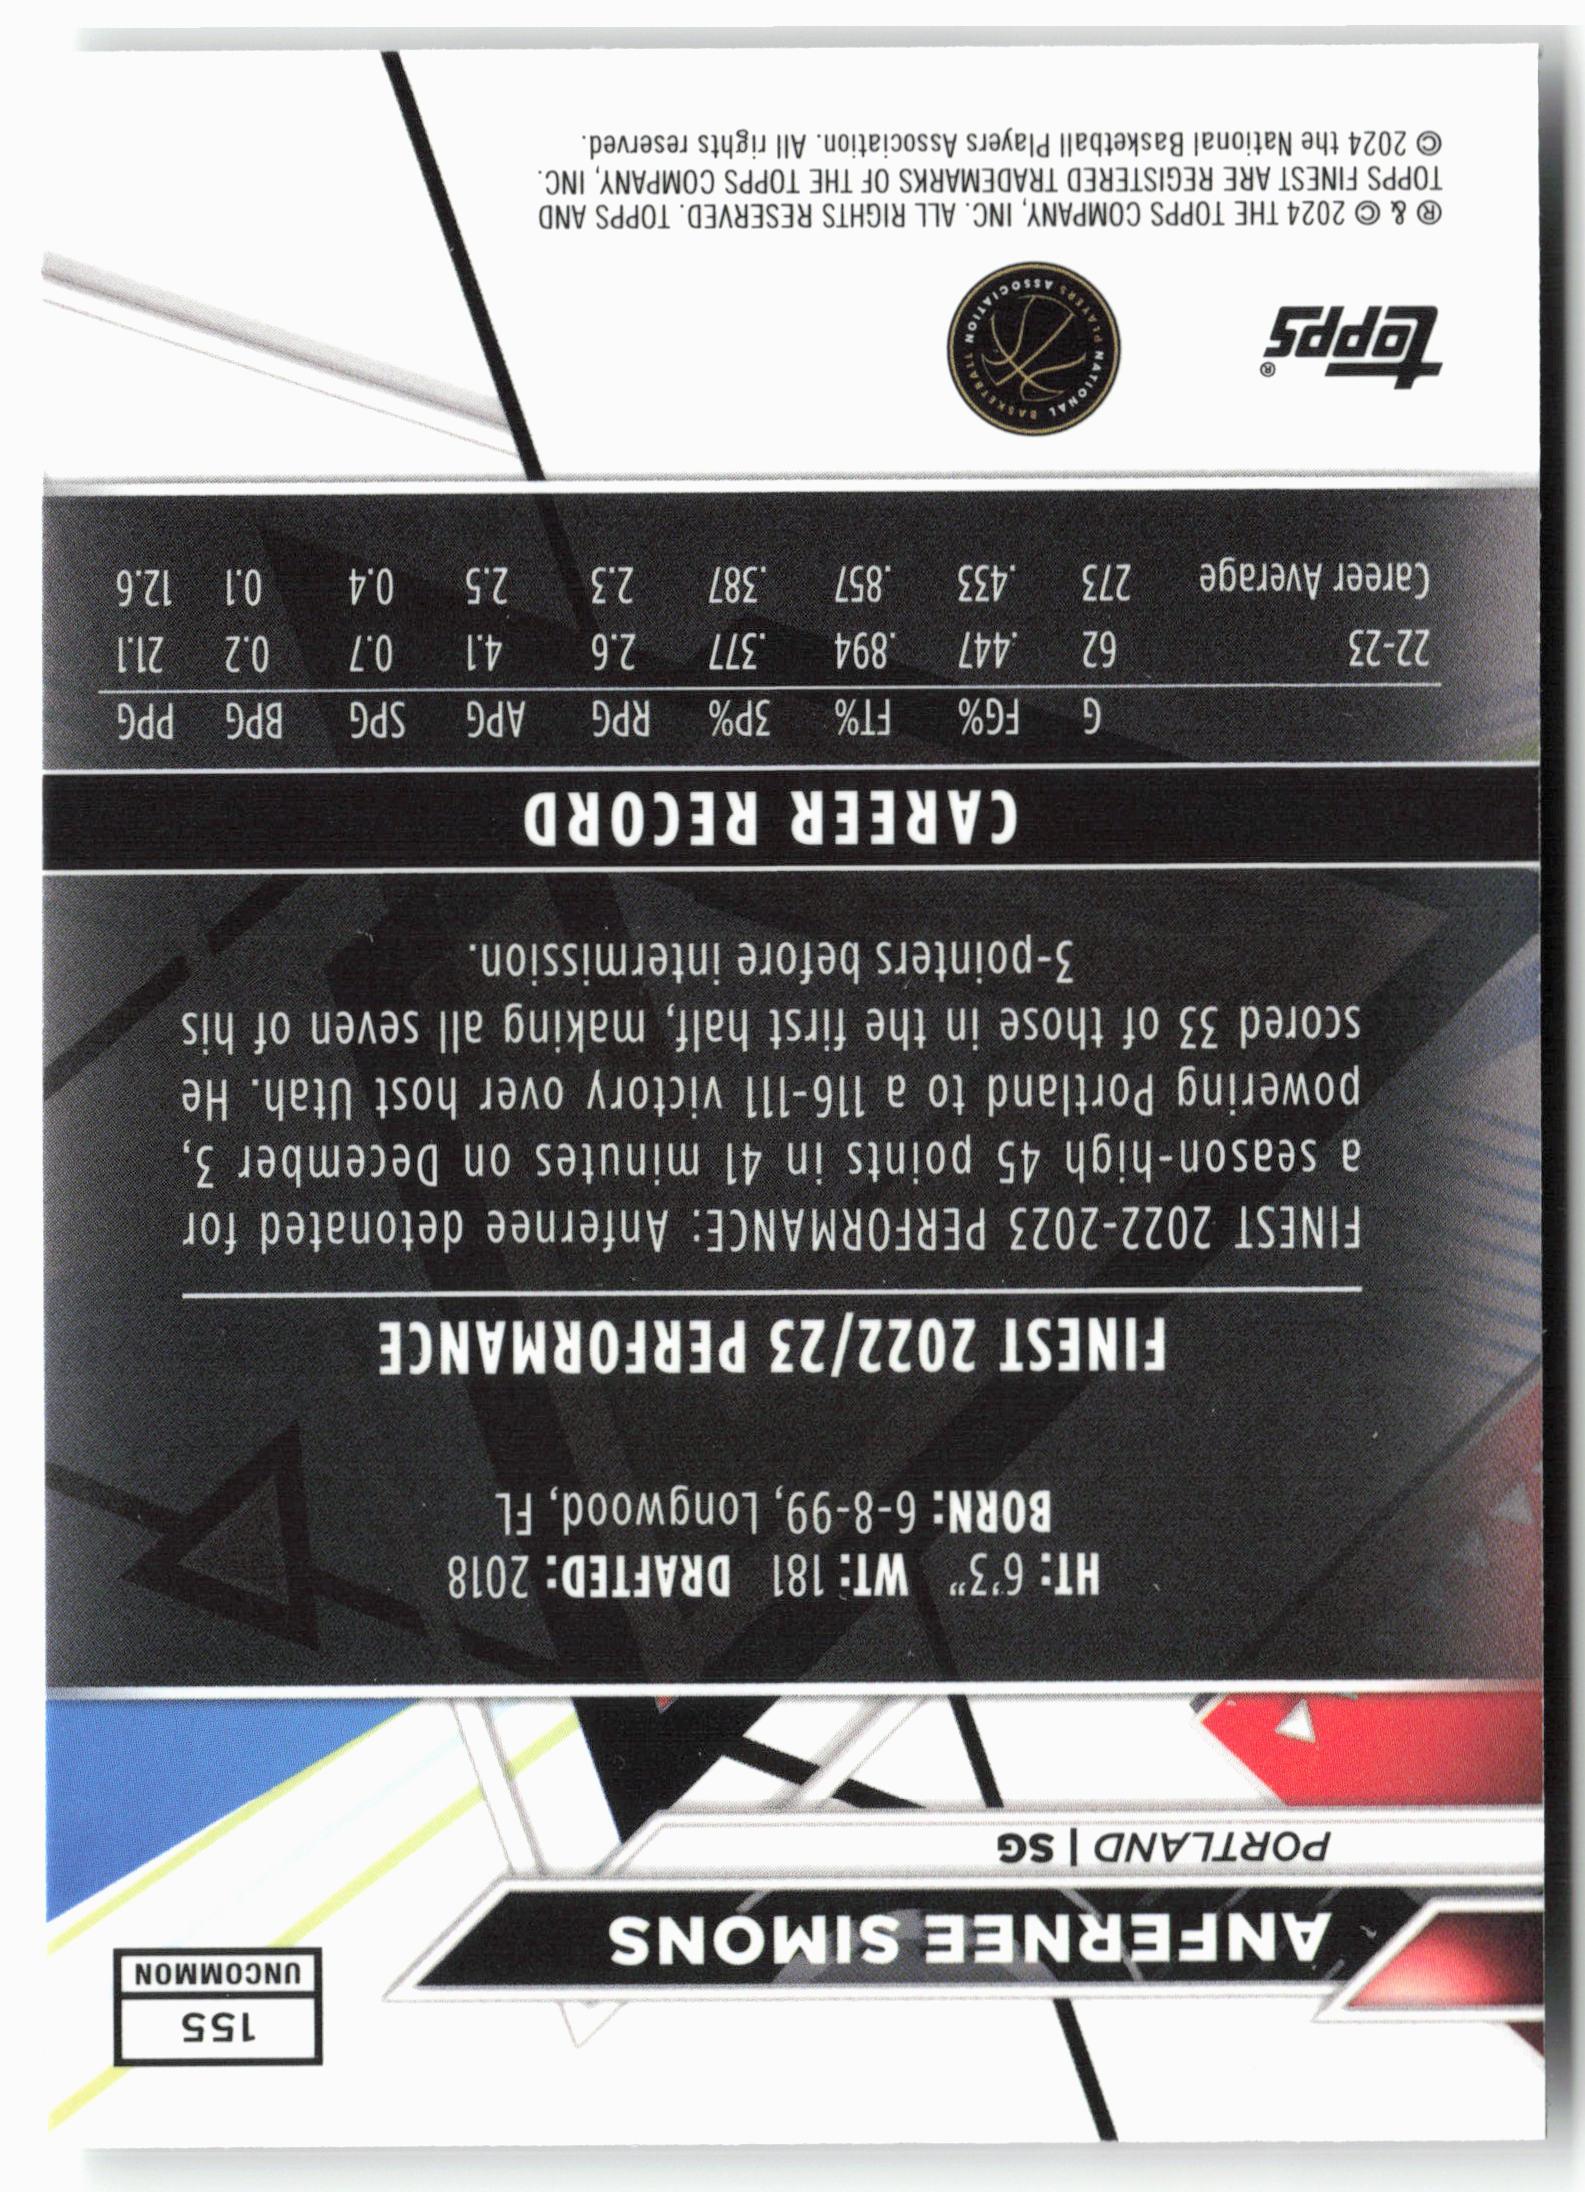 155
UNCOMMON
ANFERNEE SIMONS
PORTLAND | SG
HT: 6'3" WT: 181 DRAFTED: 2018
BORN: 6-8-99, Longwood, FL
FINEST 2022/23 PERFORMANCE
FINEST 2022-2023 PERFORMANCE: Anfernee detonated for
a season-high 45 points in 41 minutes on December 3,
powering Portland to a 116-111 victory over host Utah. He
scored 33 of those in the first half, making all seven of his
3-pointers before intermission.
CAREER RECORD
G FG% FT% 3P% RPG APG SPG BPG PPG
22-23 62 .447 .894 .377 2.6 4.1 0.7 0.2 21.1
Career Average 273 .433 .857 .387 2.3 2.5 0.4 0.1 12.6
topps®
NATIONAL BASKETBALL PLAYERS ASSOCIATION
® & © 2024 THE TOPPS COMPANY, INC. ALL RIGHTS RESERVED. TOPPS AND
TOPPS FINEST ARE REGISTERED TRADEMARKS OF THE TOPPS COMPANY, INC.
© 2024 the National Basketball Players Association. All rights reserved.